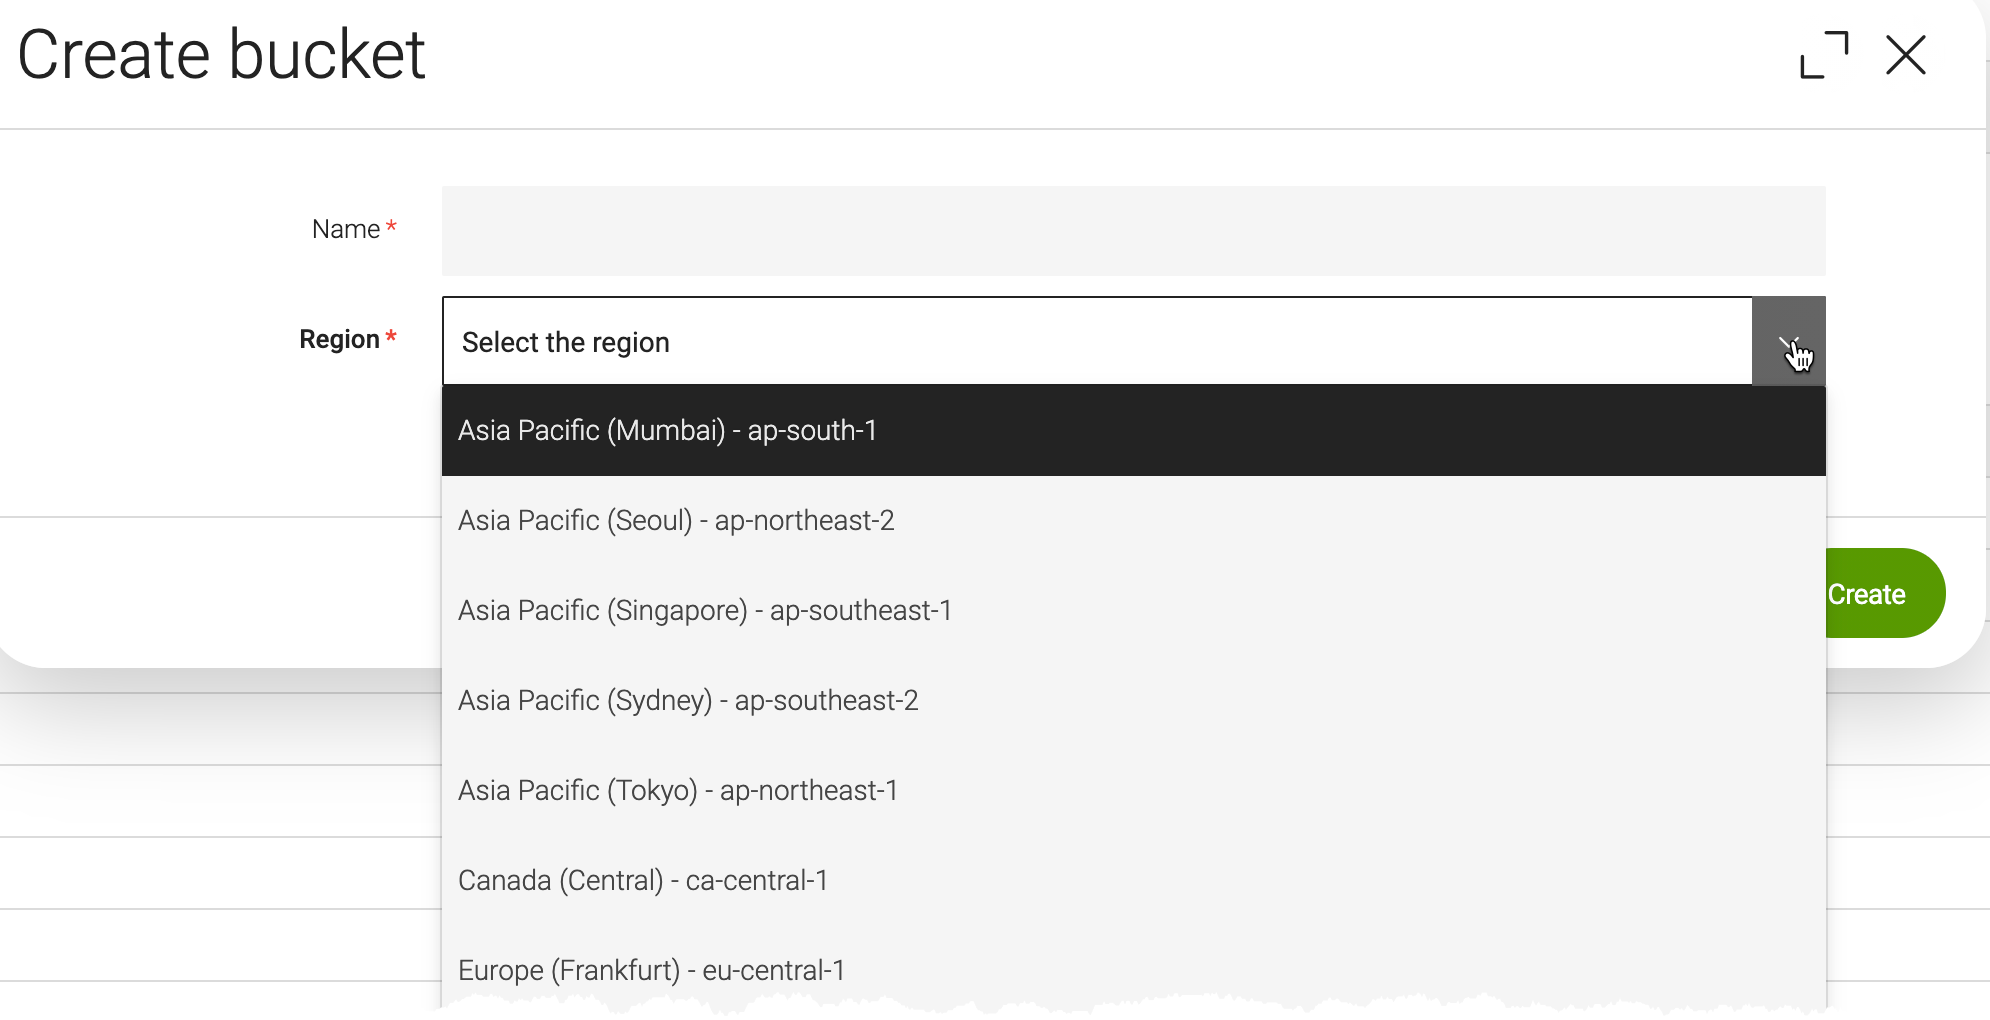 Create bucket
Name *
Region *
Select the region
Asia Pacific (Mumbai) - ap-south-1
Asia Pacific (Seoul) - ap-northeast-2
Asia Pacific (Singapore) - ap-southeast-1
Create
Asia Pacific (Sydney) - ap-southeast-2
Asia Pacific (Tokyo) - ap-northeast-1
Canada (Central) - ca-central-1
Europe (Frankfurt) - eu-central-1